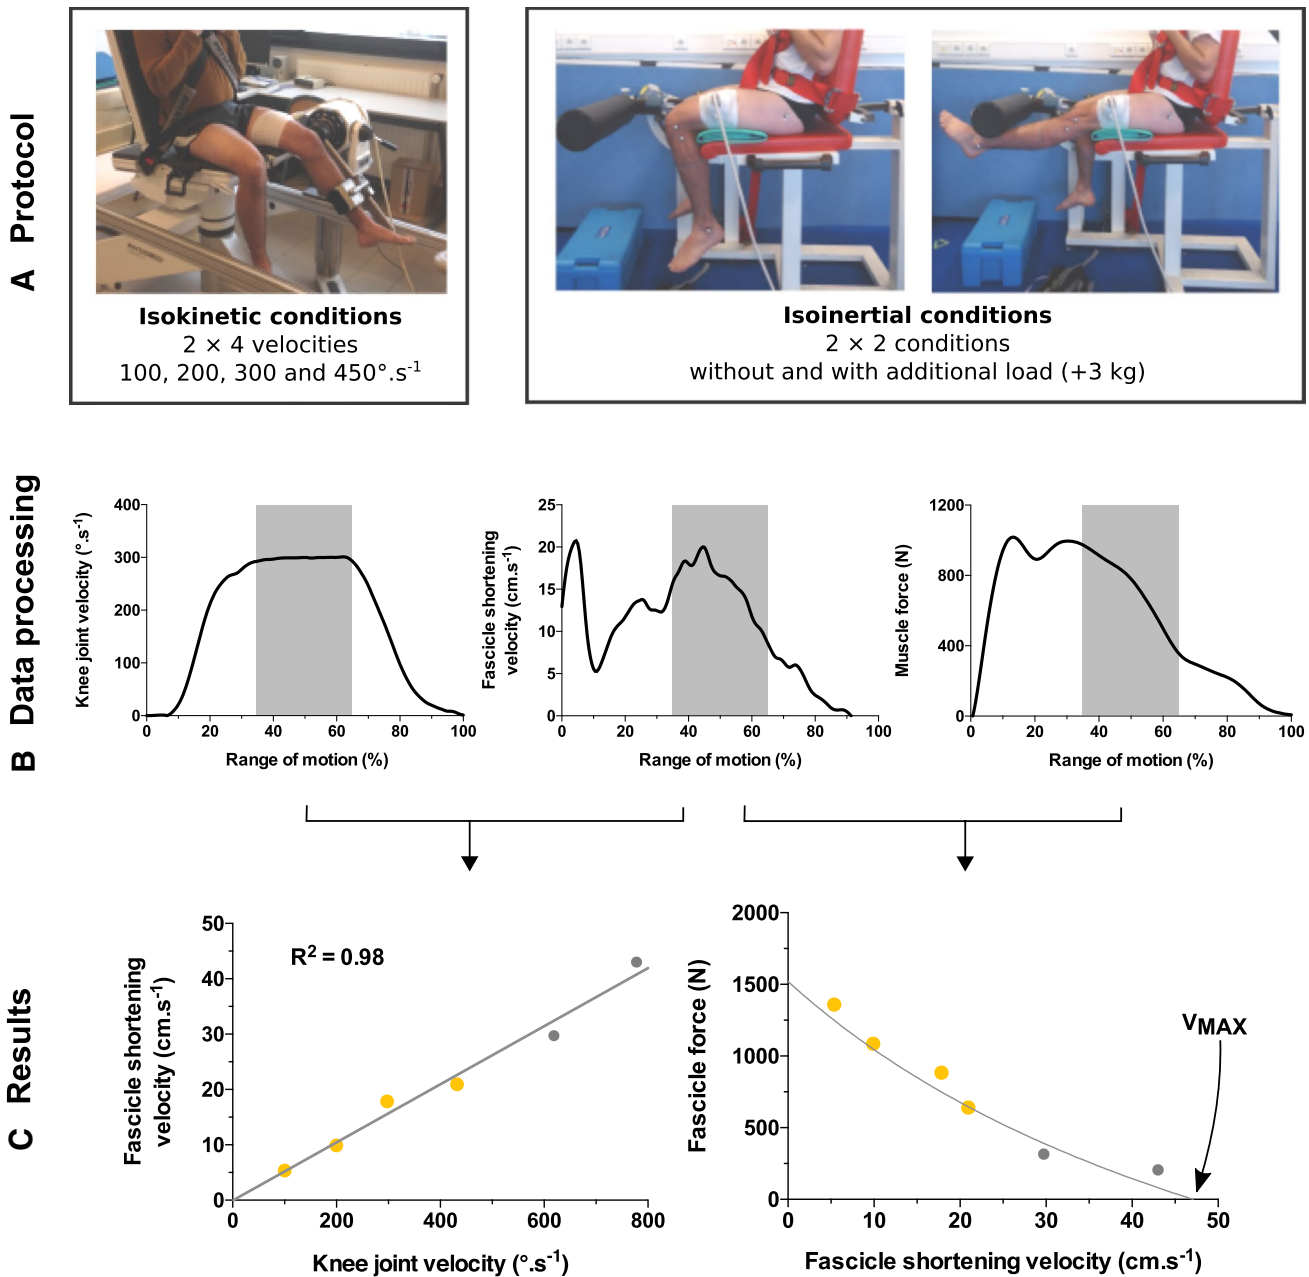 A Protocol
Isokinetic conditions
2 × 4 velocities
100, 200, 300 and 450°.s-1
Isoinertial conditions
2 × 2 conditions
without and with additional load (+3 kg)
B Data processing
Knee joint velocity (°.s-1)
400
300
200
100
0
0 20 40 60 80 100
Range of motion (%)
Fascicle shortening
velocity (cm.s-1)
25
20
15
10
5
0
0 20 40 60 80 100
Range of motion (%)
Muscle force (N)
1200
800
400
0
0 20 40 60 80 100
Range of motion (%)
C Results
Fascicle shortening
velocity (cm.s-1)
50
40
30
20
10
0
R2 = 0.98
0 200 400 600 800
Knee joint velocity (°.s-1)
Fascicle force (N)
2000
1500
1000
500
0
VMAX
0 10 20 30 40 50
Fascicle shortening velocity (cm.s-1)